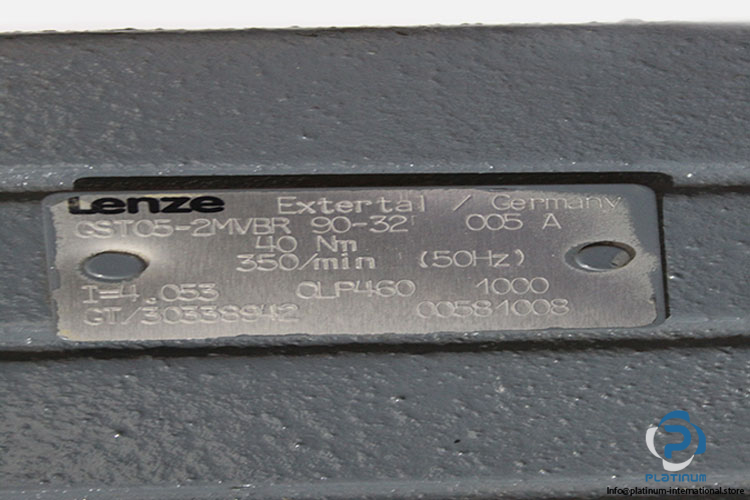 Lenze Extertal / Germany
GST05-2MVBR 90-32 005 A
40 Nm
350/min (50Hz)
I=4.053 CLP460 1000
GT/30338942 00581008
PLATINUM
Info@platinum-international.store